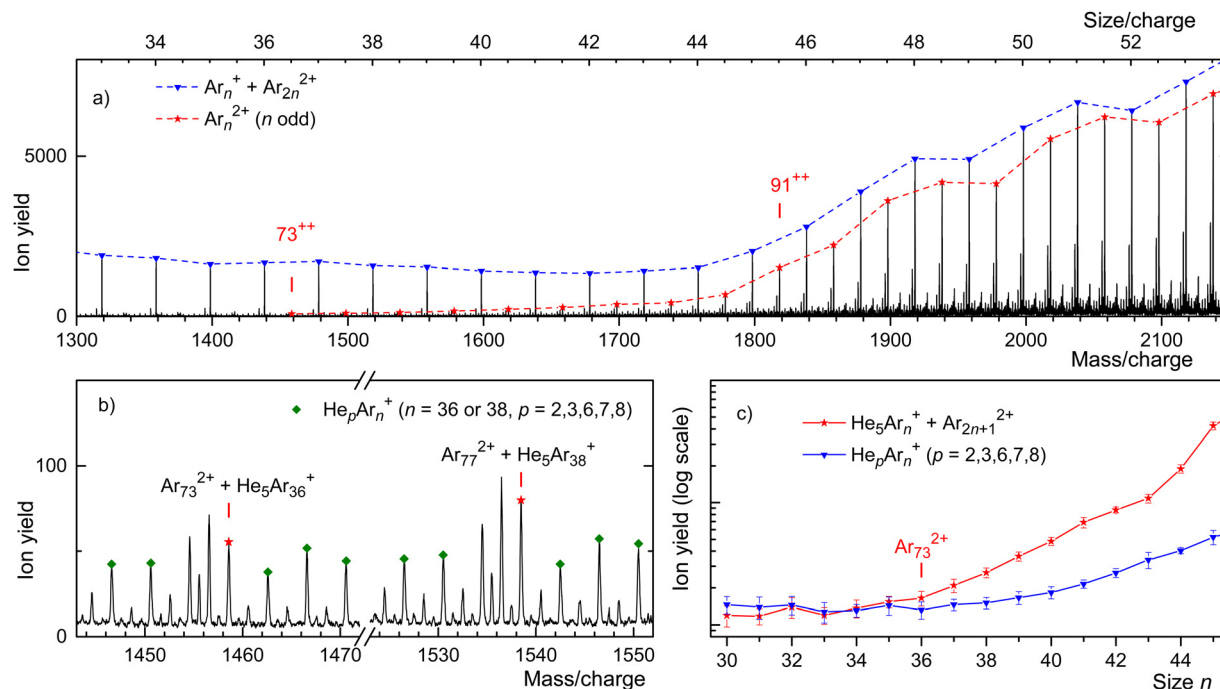 Size/charge
34 36 38 40 42 44 46 48 50 52
a)
Arₙ⁺ + Ar₂ₙ²⁺
Arₙ²⁺ (n odd)
5000
0
Ion yield
73⁺⁺
91⁺⁺
1300 1400 1500 1600 1700 1800 1900 2000 2100
Mass/charge
b)
HeₚArₙ⁺ (n = 36 or 38, p = 2,3,6,7,8)
100
0
Ion yield
Ar₇₇²⁺ + He₅Ar₃₈⁺
Ar₇₃²⁺ + He₅Ar₃₆⁺
1450 1460 1470 1530 1540 1550
Mass/charge
c)
He₅Arₙ⁺ + Ar₂ₙ₊₁²⁺
HeₚArₙ⁺ (p = 2,3,6,7,8)
Ion yield (log scale)
Ar₇₃²⁺
30 32 34 36 38 40 42 44
Size n